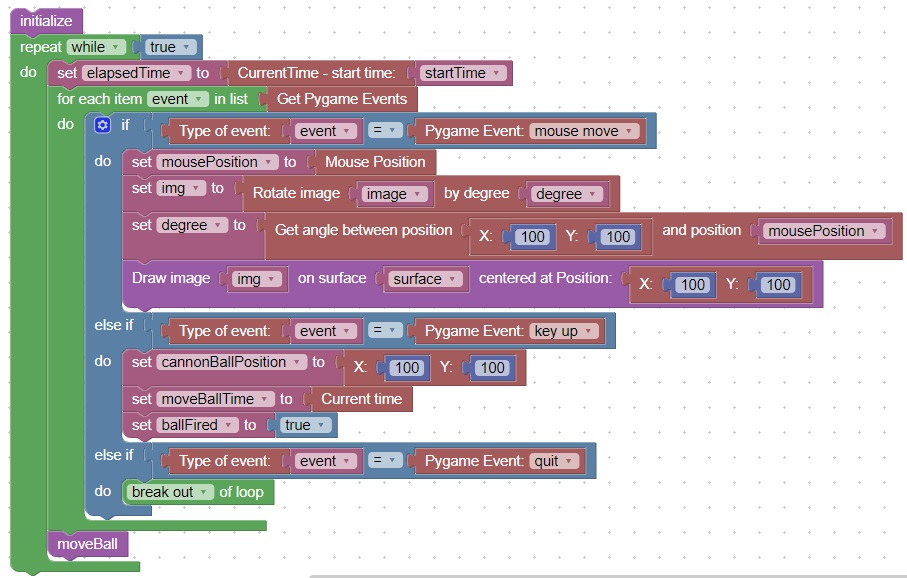 initialize
repeat while true
do set elapsedTime to CurrentTime - start time: startTime
for each item event in list Get Pygame Events
do if Type of event: event = Pygame Event: mouse move
do set mousePosition to Mouse Position
set img to Rotate image image by degree degree
set degree to Get angle between position X: 100 Y: 100 and position mousePosition
Draw image img on surface surface centered at Position: X: 100 Y: 100
else if Type of event: event = Pygame Event: key up
do set cannonBallPosition to X: 100 Y: 100
set moveBallTime to Current time
set ballFired to true
else if Type of event: event = Pygame Event: quit
do break out of loop
moveBall